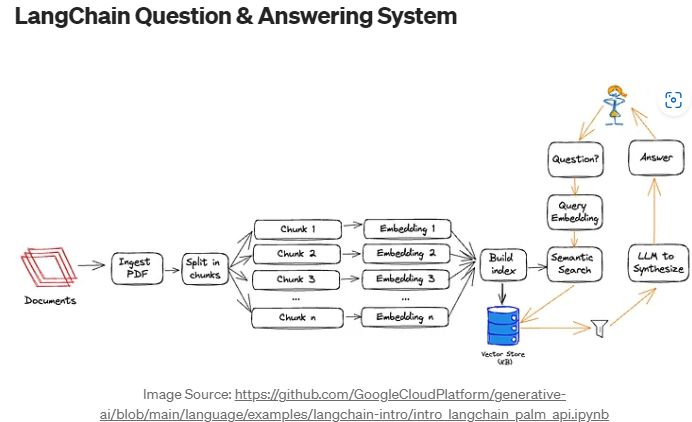 LangChain Question & Answering System
Question?
Answer
Query
Embedding
Chunk 1
Embedding 1
Ingest
PDF
Split in
chunks
Chunk 2
Embedding 2
Build
index
Semantic
Search
LLM to
Synthesize
Chunk 3
Embedding 3
...
...
Documents
Chunk n
Embedding n
Vector Store
(KB)
Image Source: https://github.com/GoogleCloudPlatform/generative-
ai/blob/main/language/examples/langchain-intro/intro_langchain_palm_api.ipynb